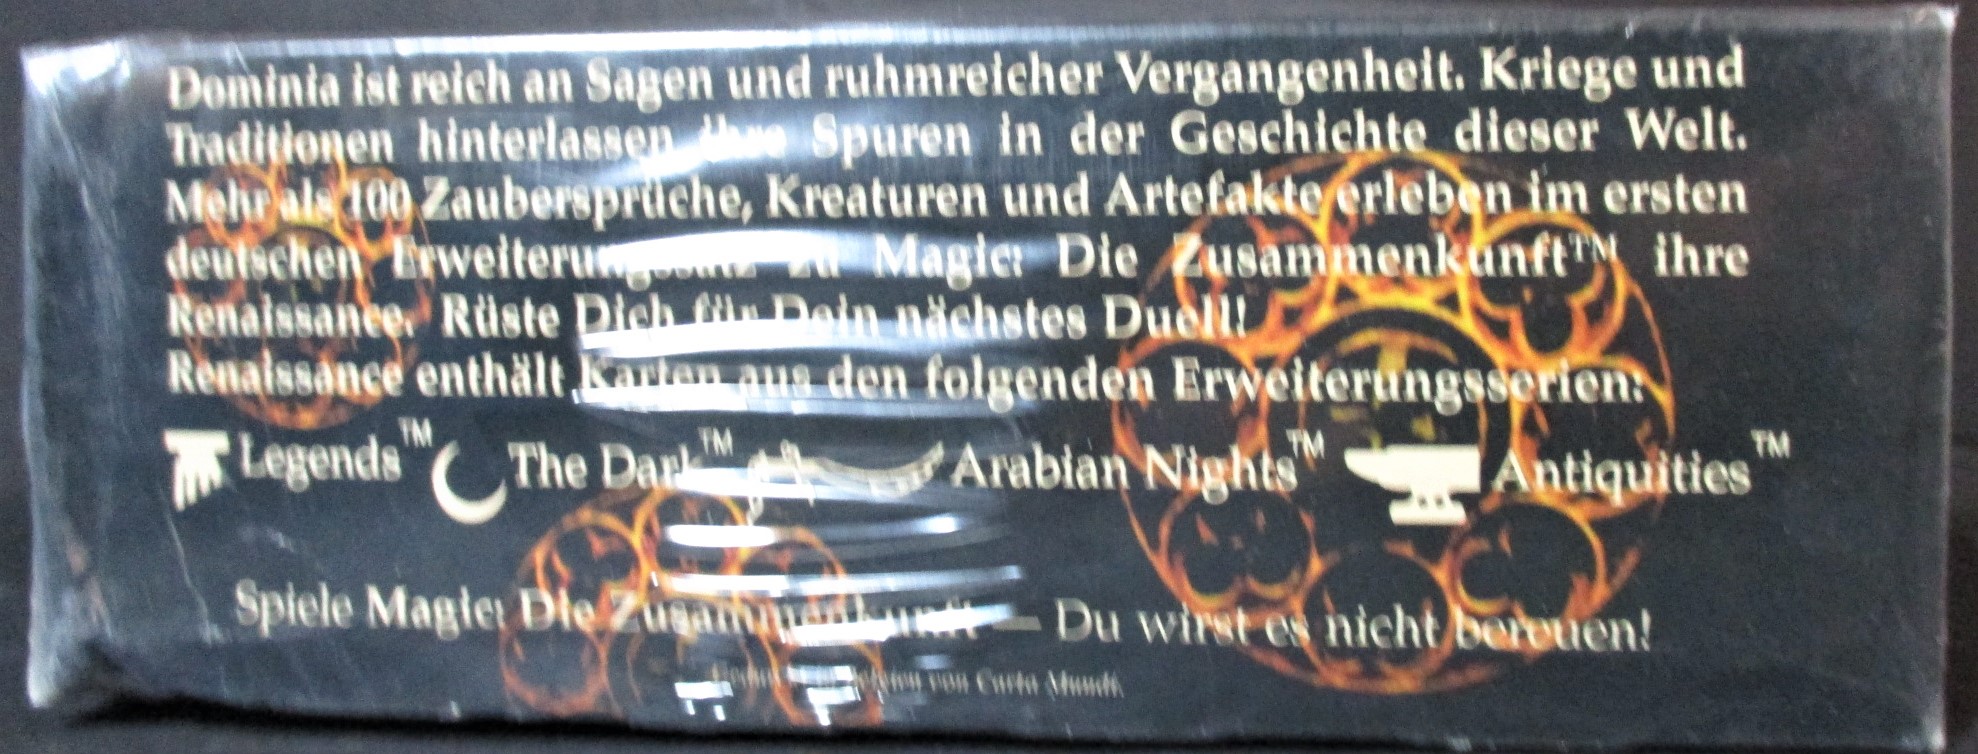 Dominia ist reich an Sagen und ruhmreicher Vergangenheit. Kriege und
Traditionen hinterlassen ihre Spuren in der Geschichte dieser Welt.
Mehr als 100 Zaubersprüche, Kreaturen und Artefakte erleben im ersten
deutschen Erweiterungssatz zu Magic: Die Zusammenkunft™ ihre
Renaissance. Rüste Dich für Dein nächstes Duell!
Renaissance enthält Karten aus den folgenden Erweiterungsserien:
Legends™ The Dark™ Arabian Nights™ Antiquities™
Spiele Magic: Die Zusammenkunft — Du wirst es nicht bereuen!
Belgien von Carta Mundi.